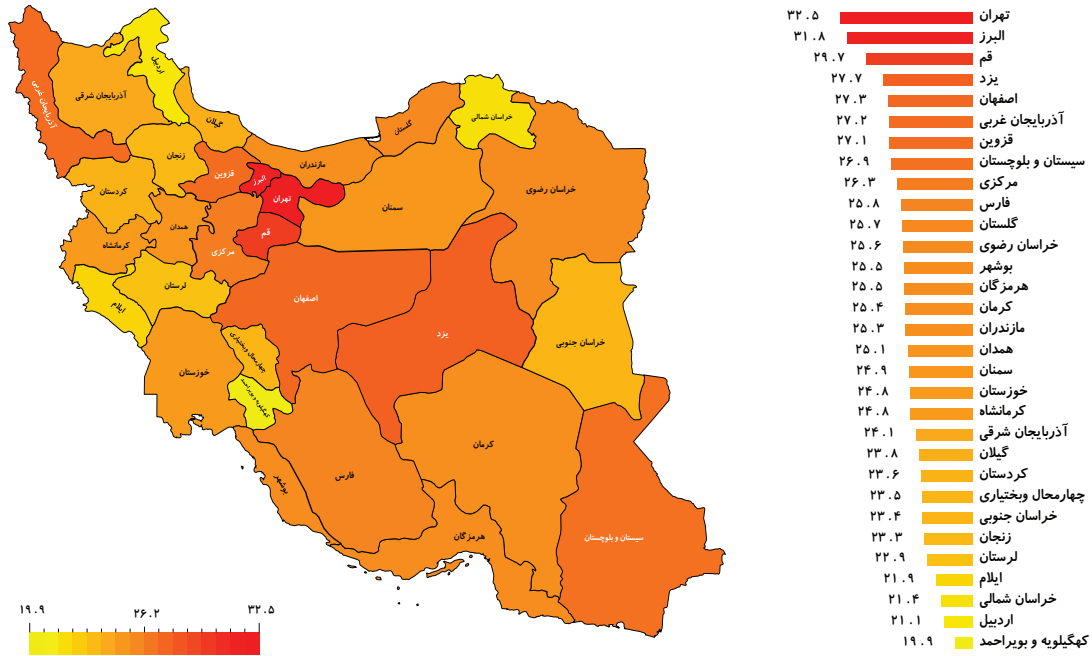 آذربایجان غربی
آذربایجان شرقی
اردبیل
گیلان
زنجان
کردستان
قزوین
البرز
تهران
مازندران
گلستان
خراسان شمالی
خراسان رضوی
سمنان
همدان
کرمانشاه
مرکزی
قم
لرستان
ایلام
اصفهان
یزد
خراسان جنوبی
خوزستان
چهارمحال وبختیاری
کهگیلویه و بویراحمد
کرمان
فارس
بوشهر
هرمزگان
سیستان و بلوچستان
۱۹.۹
۲۶.۲
۳۲.۵
تهران ۳۲.۵
البرز ۳۱.۸
قم ۲۹.۷
یزد ۲۷.۷
اصفهان ۲۷.۳
آذربایجان غربی ۲۷.۲
قزوین ۲۷.۱
سیستان و بلوچستان ۲۶.۹
مرکزی ۲۶.۳
فارس ۲۵.۸
گلستان ۲۵.۷
خراسان رضوی ۲۵.۶
بوشهر ۲۵.۵
هرمزگان ۲۵.۵
کرمان ۲۵.۴
مازندران ۲۵.۳
همدان ۲۵.۱
سمنان ۲۴.۹
خوزستان ۲۴.۸
کرمانشاه ۲۴.۸
آذربایجان شرقی ۲۴.۱
گیلان ۲۳.۸
کردستان ۲۳.۶
چهارمحال وبختیاری ۲۳.۵
خراسان جنوبی ۲۳.۴
زنجان ۲۳.۳
لرستان ۲۲.۹
ایلام ۲۱.۹
خراسان شمالی ۲۱.۴
اردبیل ۲۱.۱
کهگیلویه و بویراحمد ۱۹.۹